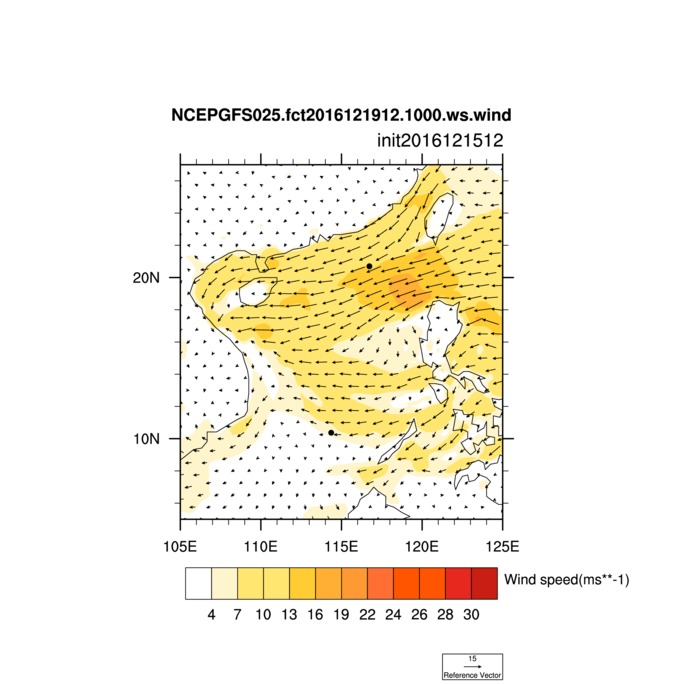 NCEPGFS025.fct2016121912.1000.ws.wind
init2016121512
20N
10N
105E 110E 115E 120E 125E
Wind speed(ms**-1)
4 7 10 13 16 19 22 24 26 28 30
15
Reference Vector